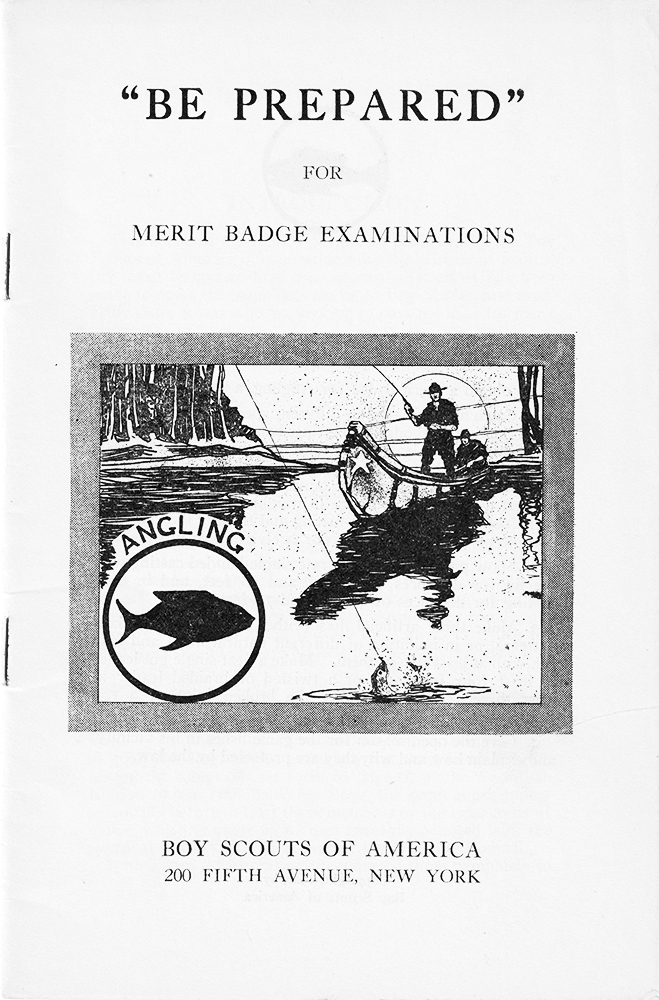 “BE PREPARED”
FOR
MERIT BADGE EXAMINATIONS
ANGLING
BOY SCOUTS OF AMERICA
200 FIFTH AVENUE, NEW YORK